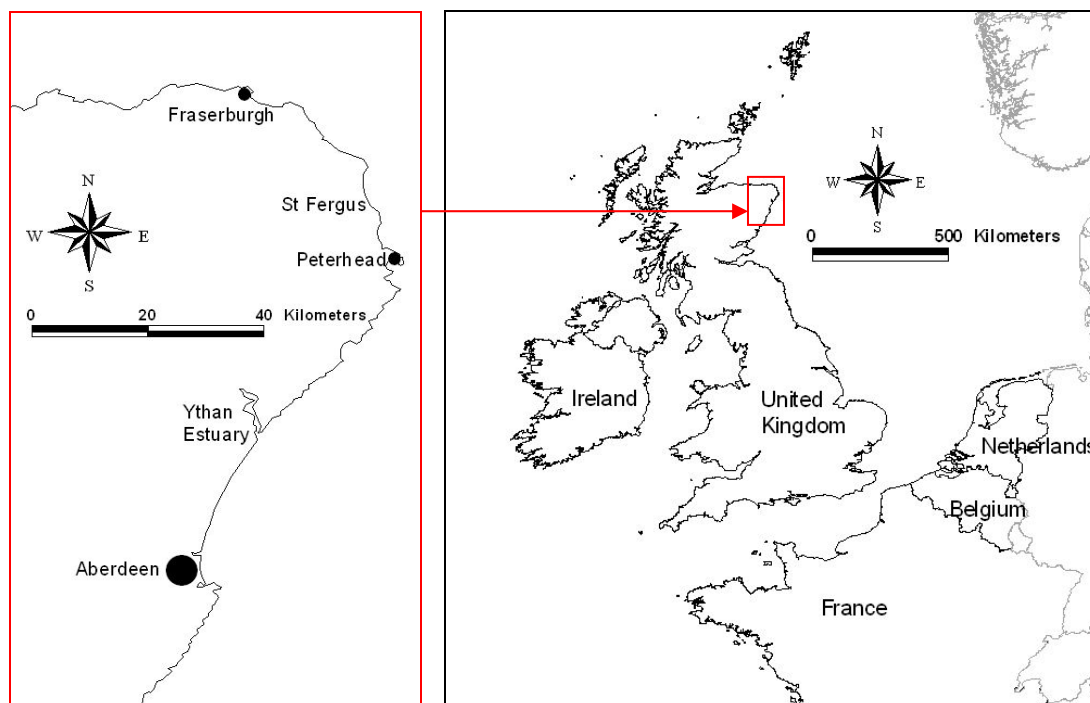 Fraserburgh
N
W
E
S
St Fergus
Peterhead
0
20
40
Kilometers
Ythan
Estuary
Aberdeen
N
W
E
S
0
500
Kilometers
Ireland
United
Kingdom
Netherlands
Belgium
France